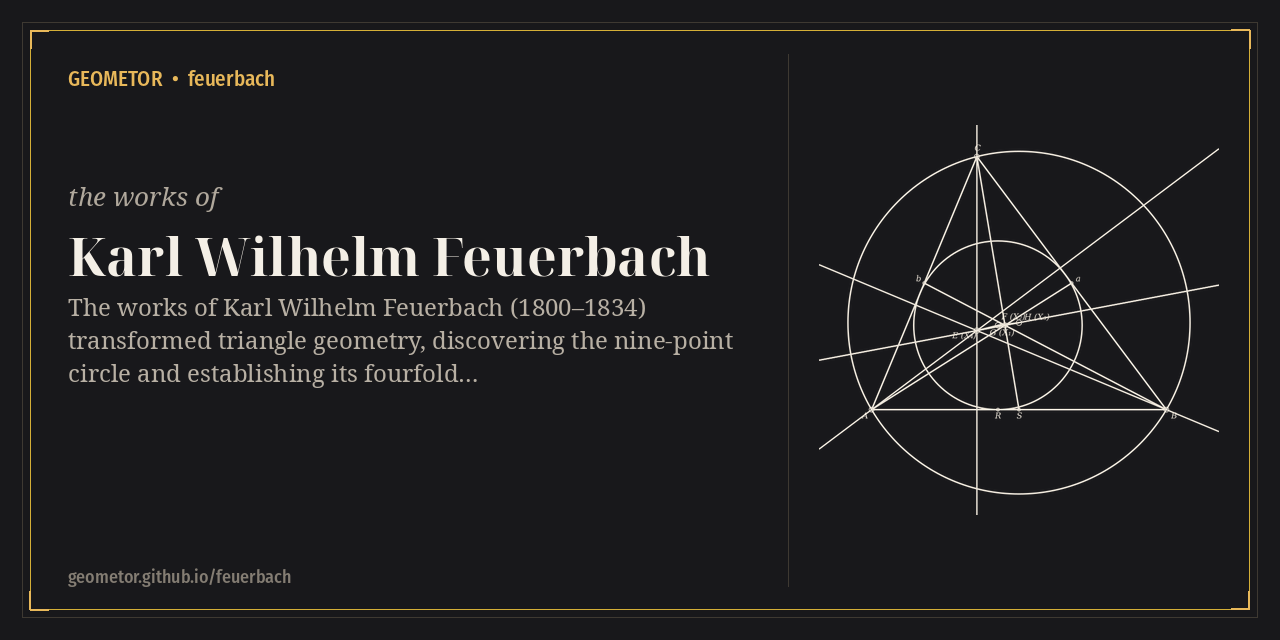 GEOMETOR • feuerbach
the works of
Karl Wilhelm Feuerbach
The works of Karl Wilhelm Feuerbach (1800–1834)
transformed triangle geometry, discovering the nine-point
circle and establishing its fourfold...
geometor.github.io/feuerbach
C
b
a
A
R
S
B